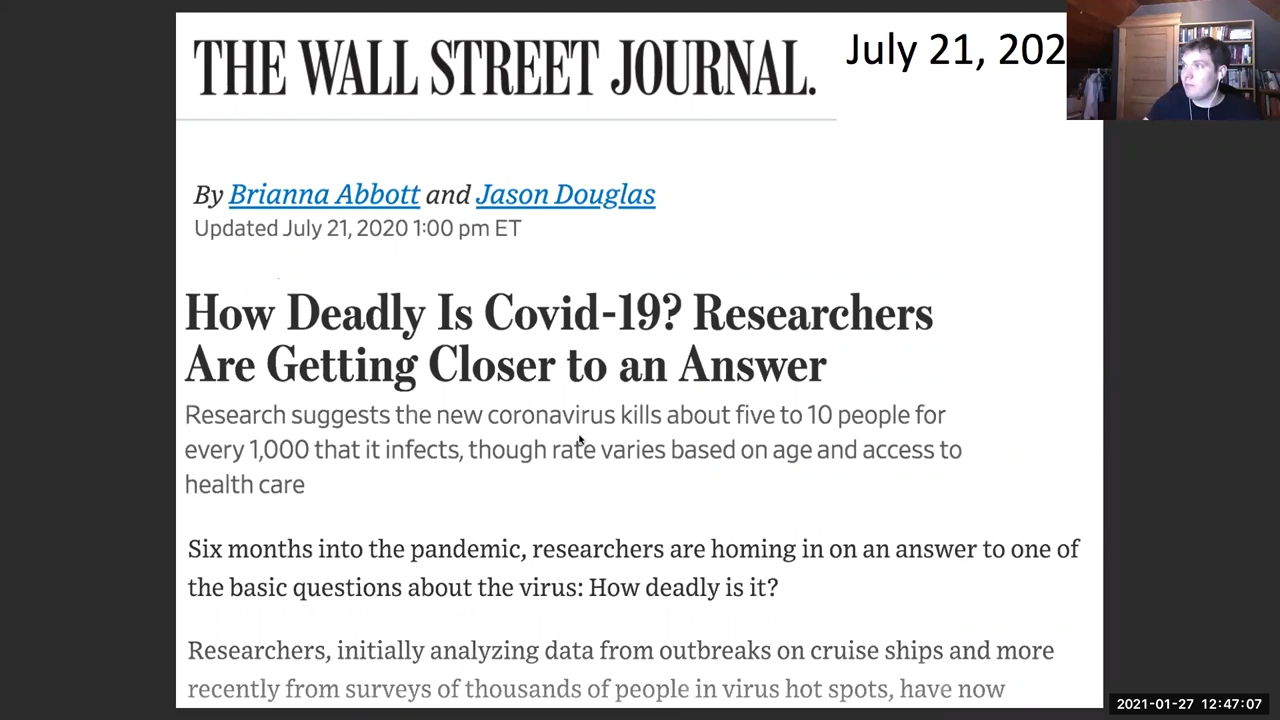 THE WALL STREET JOURNAL.
July 21, 202
By Brianna Abbott and Jason Douglas
Updated July 21, 2020 1:00 pm ET
How Deadly Is Covid-19? Researchers
Are Getting Closer to an Answer
Research suggests the new coronavirus kills about five to 10 people for
every 1,000 that it infects, though rate varies based on age and access to
health care
Six months into the pandemic, researchers are homing in on an answer to one of
the basic questions about the virus: How deadly is it?
Researchers, initially analyzing data from outbreaks on cruise ships and more
recently from surveys of thousands of people in virus hot spots, have now
2021-01-27 12:47:07